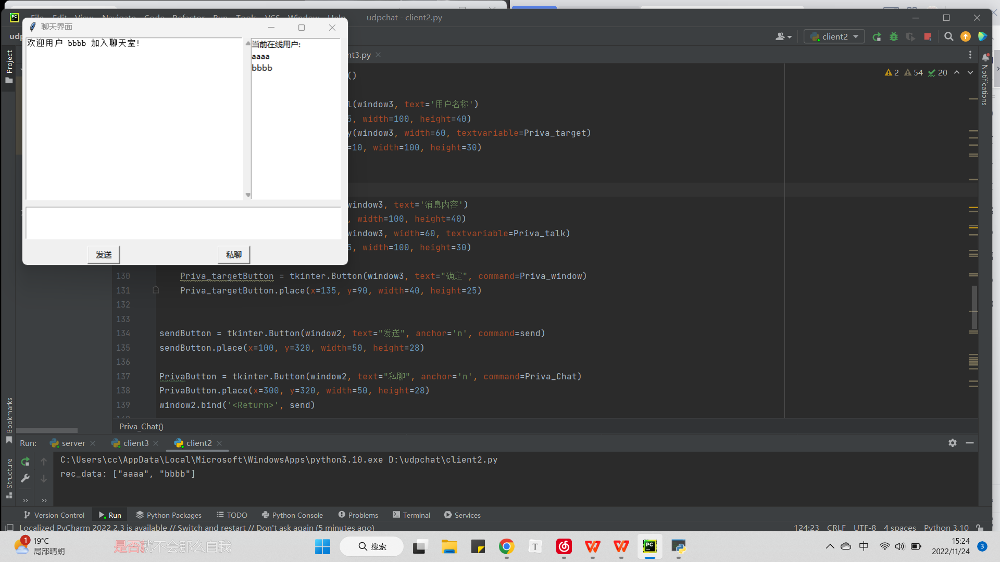 File Edit View Navigate Code Refactor Run Tools VCS Window Help
udpchat - client2.py
聊天界面
欢迎用户 bbbb 加入聊天室!
当前在线用户:
aaaa
bbbb
发送
私聊
udp
client2
nt3.py
2 54 20
Project
Notifications
()
l(window3, text='用户名称')
5, width=100, height=40)
y(window3, width=60, textvariable=Priva_target)
=10, width=100, height=30)
window3, text='消息内容')
, width=100, height=40)
window3, width=60, textvariable=Priva_talk)
5, width=100, height=30)
130 Priva_targetButton = tkinter.Button(window3, text="确定", command=Priva_window)
131 Priva_targetButton.place(x=135, y=90, width=40, height=25)
132
133
134 sendButton = tkinter.Button(window2, text="发送", anchor='n', command=send)
135 sendButton.place(x=100, y=320, width=50, height=28)
136
137 PrivaButton = tkinter.Button(window2, text="私聊", anchor='n', command=Priva_Chat)
138 PrivaButton.place(x=300, y=320, width=50, height=28)
139 window2.bind('<Return>', send)
140
Priva_Chat()
Bookmarks
Structure
Run: server client3 client2
C:\Users\cc\AppData\Local\Microsoft\WindowsApps\python3.10.exe D:\udpchat\client2.py
rec_data: ["aaaa", "bbbb"]
Version Control Run Python Packages TODO Python Console Problems Terminal Services
Localized PyCharm 2022.2.3 is available // Switch and restart // Don't ask again (5 minutes ago)
124:23 CRLF UTF-8 4 spaces Python 3.10
1
19°C
局部晴朗
是否就不会那么自我
搜索
中
15:24
2022/11/24
3